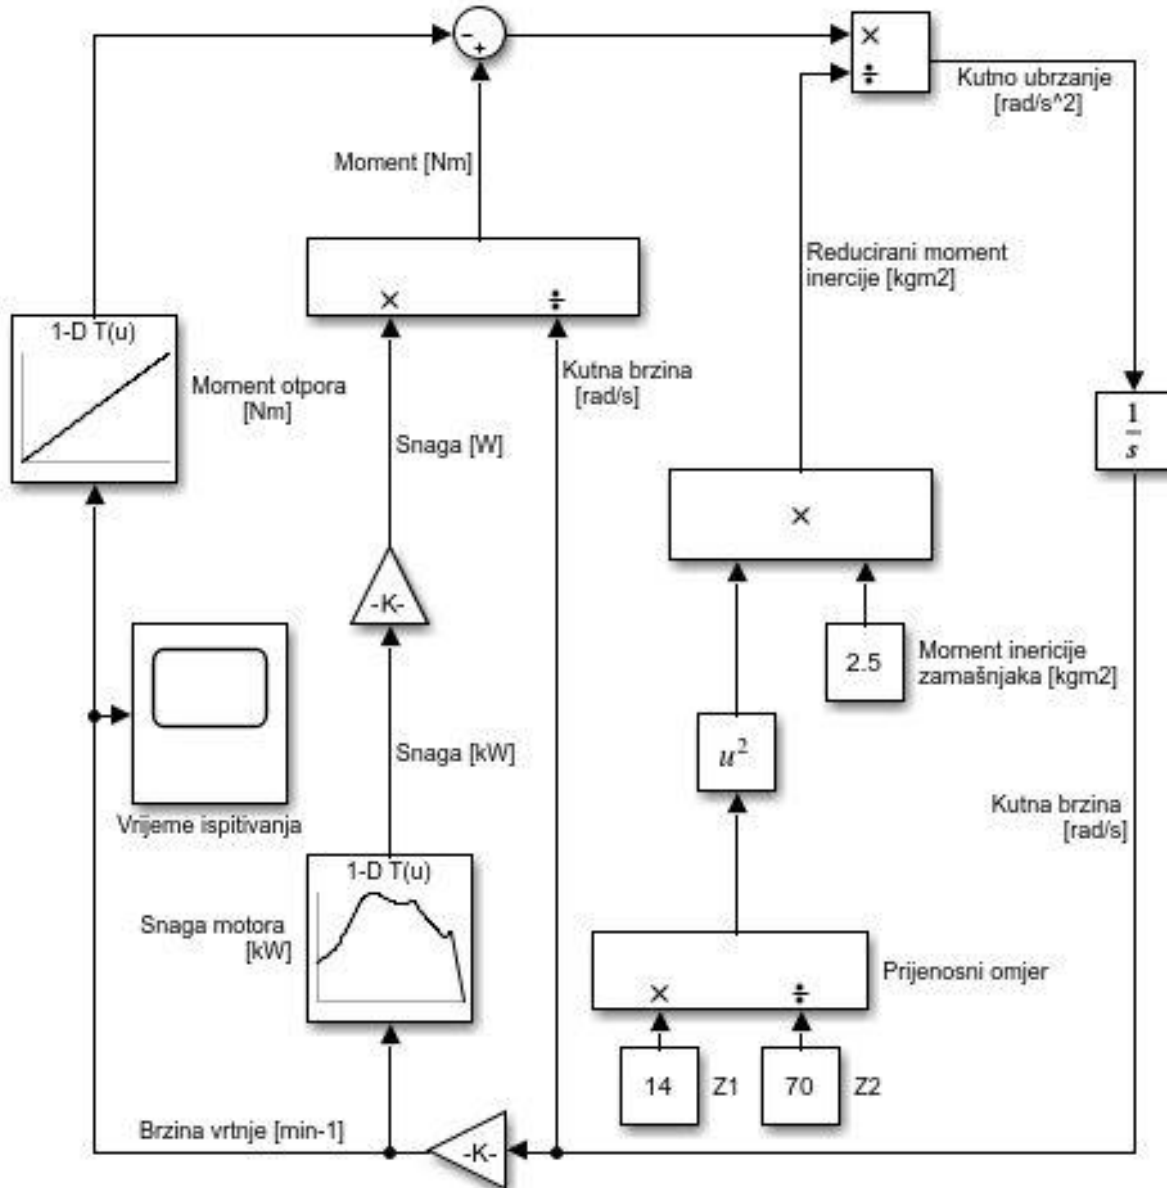 - +
×
÷
Kutno ubrzanje
[rad/s^2]
Moment [Nm]
× ÷
Reducirani moment
inercije [kgm2]
1-D T(u)
Moment otpora
[Nm]
Kutna brzina
[rad/s]
Snaga [W]
1
s
×
-K-
2.5
Moment inericije
zamašnjaka [kgm2]
u²
Snaga [kW]
Kutna brzina
[rad/s]
Vrijeme ispitivanja
1-D T(u)
Snaga motora
[kW]
× ÷
Prijenosni omjer
14 Z1 70 Z2
Brzina vrtnje [min-1]
-K-